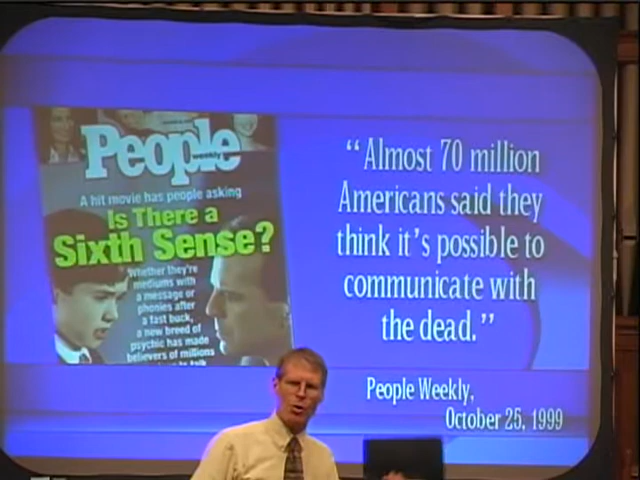 People
weekly
A hit movie has people asking
Is There a
Sixth Sense?
Whether they're
mediums with
a message or
phonies after
a fast buck,
a new breed of
psychic has made
believers of millions
"Almost 70 million
Americans said they
think it's possible to
communicate with
the dead."
People Weekly,
October 25, 1999